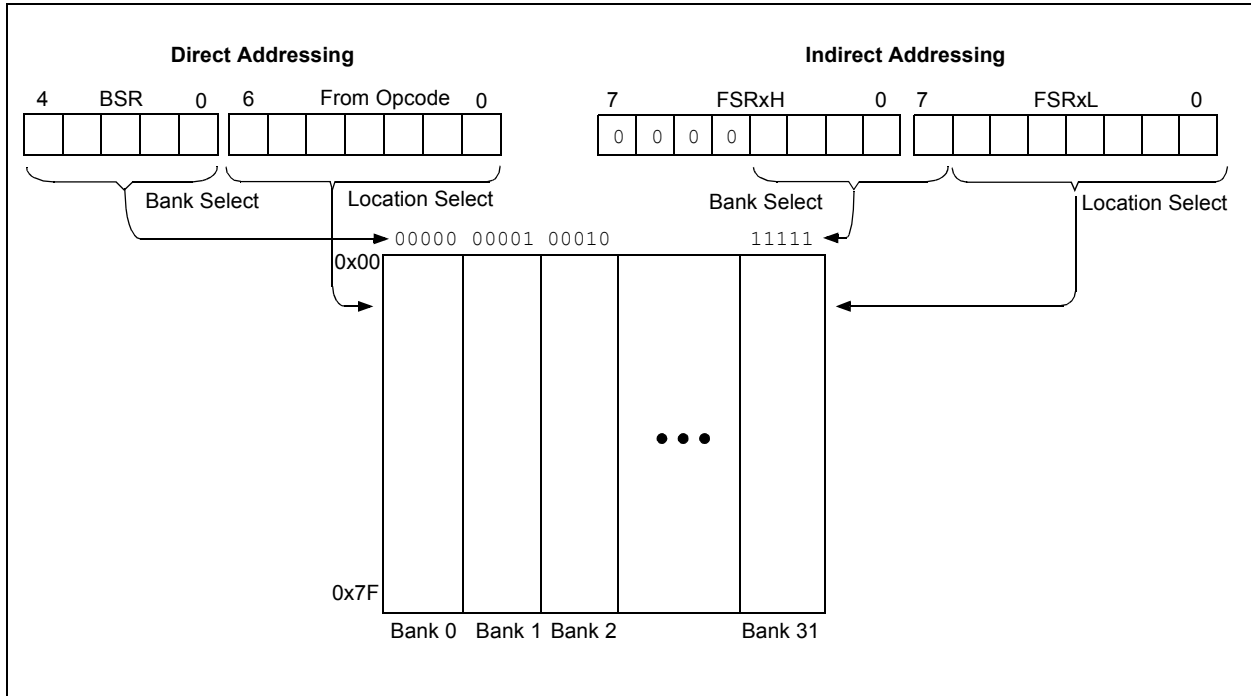 Direct Addressing
Indirect Addressing
4 BSR 0 6 From Opcode 0
7 FSRxH 0 7 FSRxL 0
0 0 0 0
Bank Select
Location Select
Bank Select
Location Select
00000 00001 00010 11111
0x00
0x7F
Bank 0 Bank 1 Bank 2 Bank 31